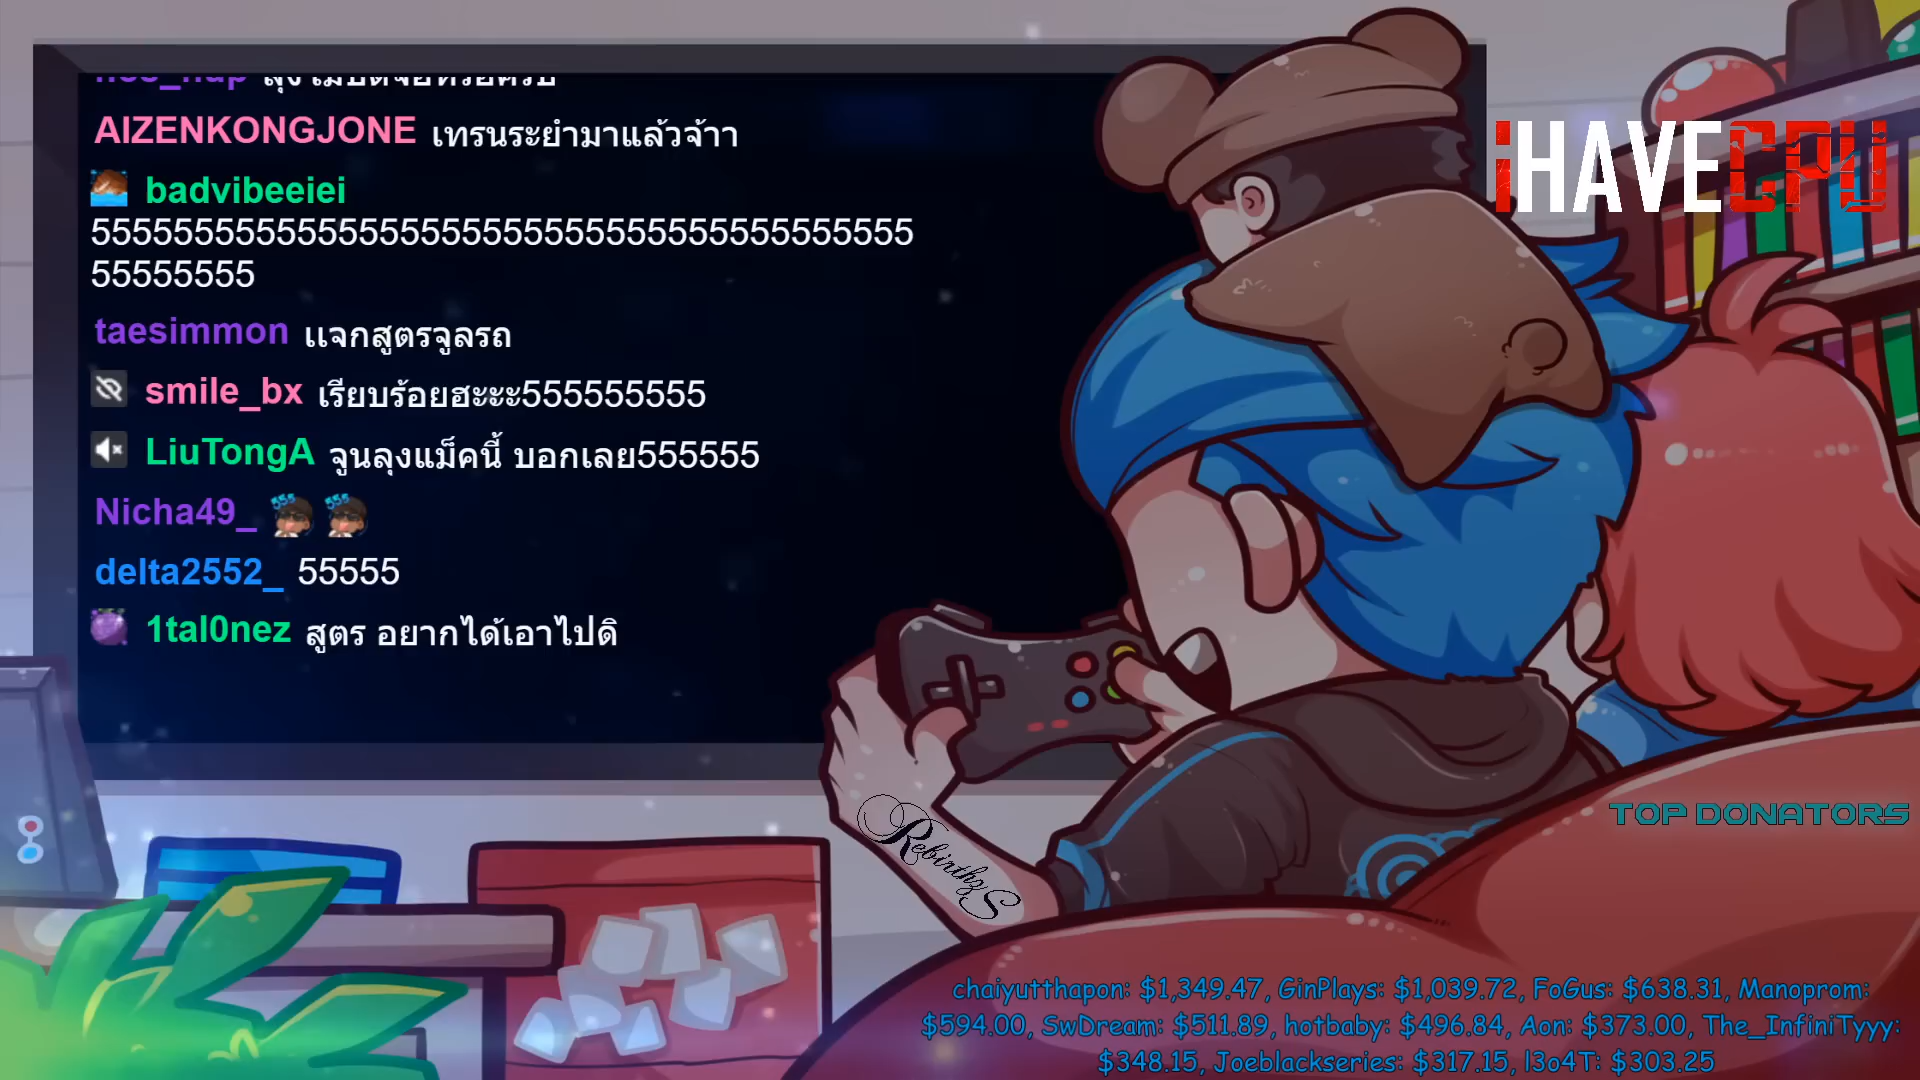 AIZENKONGJONE เทรนระยำมาแล้วจ้าา
badvibeeiei
5555555555555555555555555555555555555555
55555555
taesimmon แจกสูตรจูลรถ
smile_bx เรียบร้อยฮะะะ555555555
LiuTongA จูนลุงแม็คนี้ บอกเลย555555
Nicha49_ 555 555
delta2552_ 55555
1tal0nez สูตร อยากได้เอาไปดิ
iHAVECPU
RebirthzS
TOP DONATORS
chaiyutthapon: $1,349.47, GinPlays: $1,039.72, FoGus: $638.31, Manoprom:
$594.00, SwDream: $511.89, hotbaby: $496.84, Aon: $373.00, The_InfiniTyyy:
$348.15, Joeblackseries: $317.15, l3o4T: $303.25